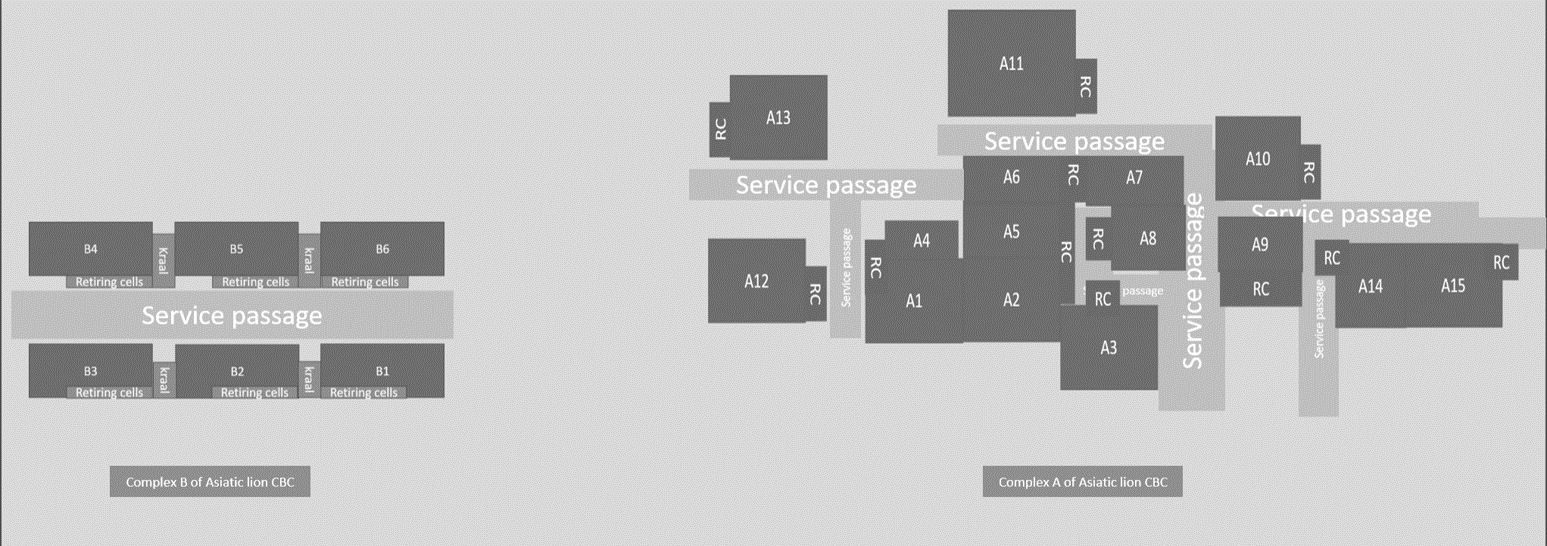 B4
Kraal
B5
Kraal
B6
Retiring cells
Retiring cells
Retiring cells
Service passage
B3
kraal
B2
kraal
B1
Retiring cells
Retiring cells
Retiring cells
Complex B of Asiatic lion CBC
A11
RC
A13
RC
Service passage
A10
RC
A6
RC
A7
Service passage
Service passage
A4
A5
RC
RC
A8
Service passage
A9
RC
RC
A12
RC
Service passage
RC
A1
A2
RC
passage
RC
A14
A15
Service passage
A3
Complex A of Asiatic lion CBC